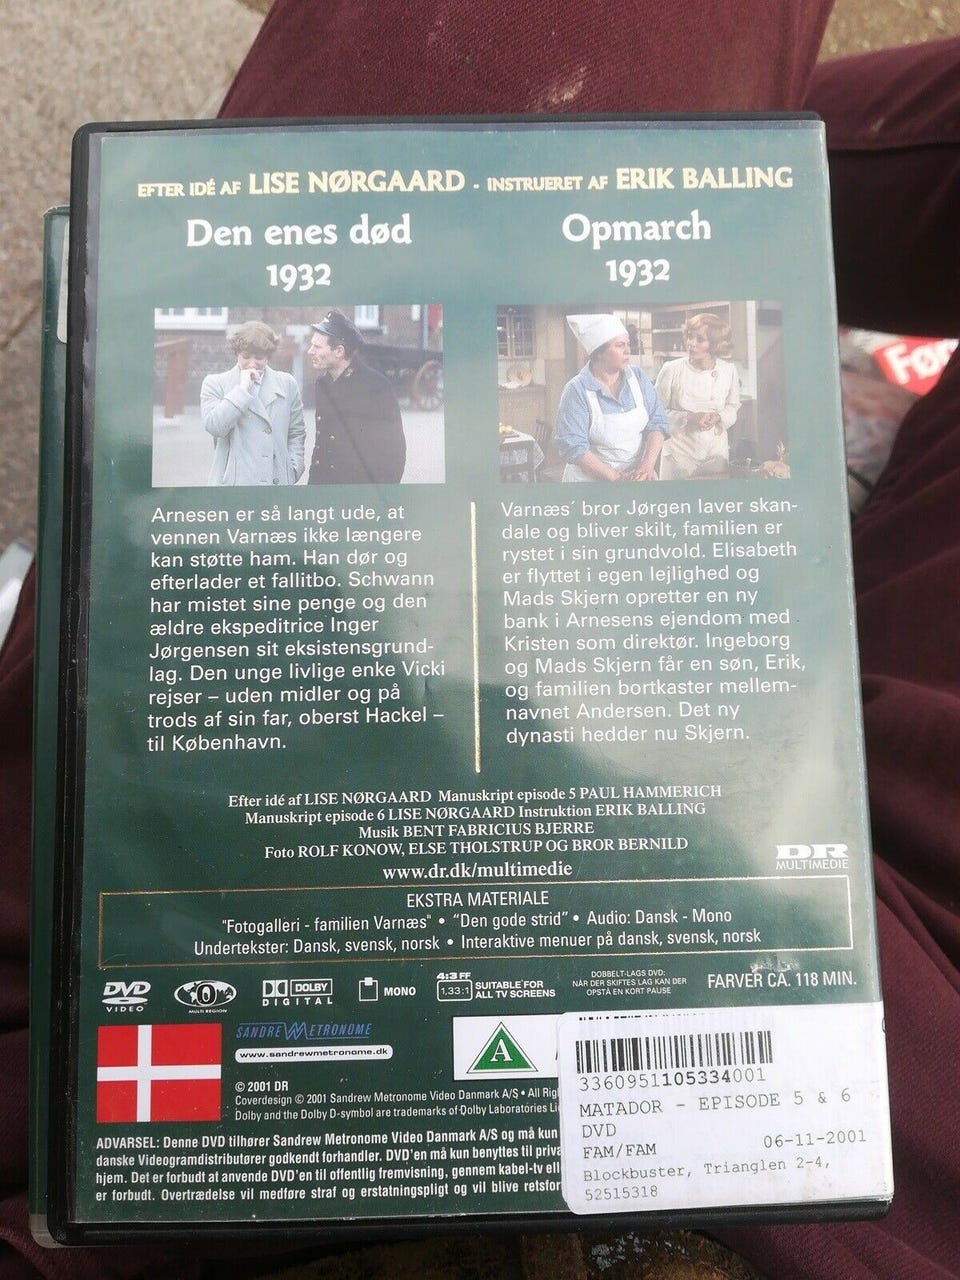 EFTER IDÉ AF LISE NØRGAARD - INSTRUERET AF ERIK BALLING
Den enes død
1932
Arnesen er så langt ude, at
vennen Varnæs ikke længere
kan støtte ham. Han dør og
efterlader et fallitbo. Schwann
har mistet sine penge og den
ældre ekspeditrice Inger
Jørgensen sit eksistensgrund-
lag. Den unge livlige enke Vicki
rejser – uden midler og på
trods af sin far, oberst Hackel –
til København.
Opmarch
1932
Varnæs´ bror Jørgen laver skan-
dale og bliver skilt, familien er
rystet i sin grundvold. Elisabeth
er flyttet i egen lejlighed og
Mads Skjern opretter en ny
bank i Arnesens ejendom med
Kristen som direktør. Ingeborg
og Mads Skjern får en søn, Erik,
og familien bortkaster mellem-
navnet Andersen. Det ny
dynasti hedder nu Skjern.
Efter idé af LISE NØRGAARD Manuskript episode 5 PAUL HAMMERICH
Manuskript episode 6 LISE NØRGAARD Instruktion ERIK BALLING
Musik BENT FABRICIUS BJERRE
Foto ROLF KONOW, ELSE THOLSTRUP OG BROR BERNILD
www.dr.dk/multimedie
DR
MULTIMEDIE
EKSTRA MATERIALE
"Fotogalleri - familien Varnæs" • "Den gode strid" • Audio: Dansk - Mono
Undertekster: Dansk, svensk, norsk • Interaktive menuer på dansk, svensk, norsk
DVD
VIDEO
MULTI REGION
DOLBY
DIGITAL
MONO
4:3 FF
1,33:1
SUITABLE FOR
ALL TV SCREENS
DOBBELT-LAGS DVD:
NÅR DER SKIFTES LAG KAN DER
OPSTÅ EN KORT PAUSE
FARVER CA. 118 MIN.
SANDREW METRONOME
www.sandrewmetronome.dk
A
© 2001 DR
Coverdesign © 2001 Sandrew Metronome Video Danmark A/S • All Rig
Dolby and the Dolby D-symbol are trademarks of Dolby Laboratories Li
ADVARSEL: Denne DVD tilhører Sandrew Metronome Video Danmark A/S og må kun
danske Videogramdistributører godkendt forhandler. DVD'en må kun benyttes til priva
hjem. Det er forbudt at anvende DVD'en til offentlig fremvisning, gennem kabel-tv ell
er forbudt. Overtrædelse vil medføre straf og erstatningspligt og vil blive retsfor
3360951105334001
MATADOR - EPISODE 5 & 6
DVD
FAM/FAM 06-11-2001
Blockbuster, Trianglen 2-4,
52515318
Før